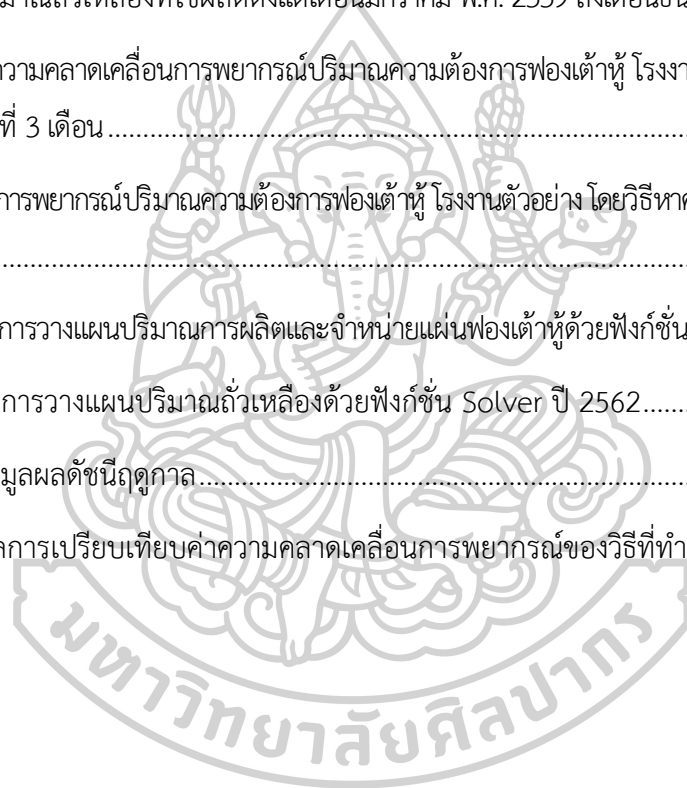 มาณถั่วเหลืองที่ใช้ผลิตตั้งแต่เดือนมกราคม พ.ศ. 2559 ถึงเดือนธัน
ความคลาดเคลื่อนการพยากรณ์ปริมาณความต้องการฟองเต้าหู้ โรงงา
ที่ 3 เดือน
การพยากรณ์ปริมาณความต้องการฟองเต้าหู้ โรงงานตัวอย่าง โดยวิธีหาค
การวางแผนปริมาณการผลิตและจำหน่ายแผ่นฟองเต้าหู้ด้วยฟังก์ชั่น
การวางแผนปริมาณถั่วเหลืองด้วยฟังก์ชั่น Solver ปี 2562
มูลผลดัชนีฤดูกาล
ลการเปรียบเทียบค่าความคลาดเคลื่อนการพยากรณ์ของวิธีที่ทำ
มหาวิทยาลัยศิลปากร